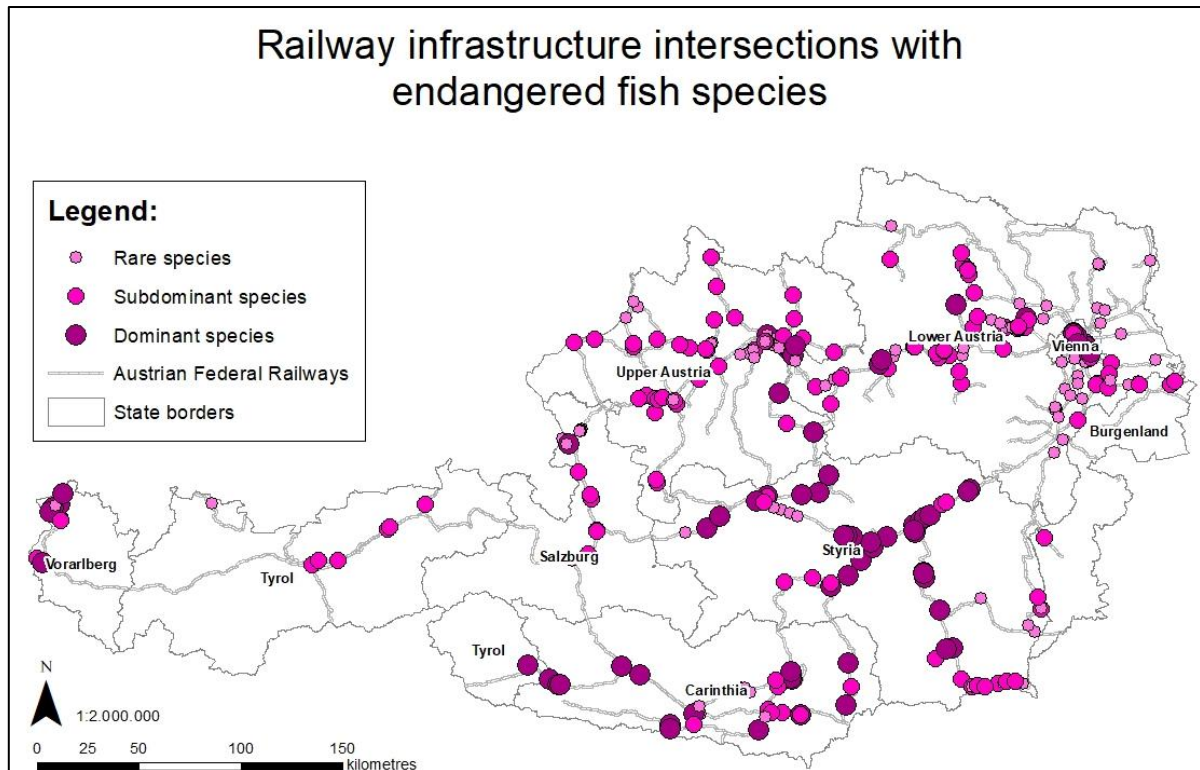 Railway infrastructure intersections with
endangered fish species
Legend:
Rare species
Subdominant species
Dominant species
Austrian Federal Railways
State borders
Lower Austria
Vienna
Upper Austria
Burgenland
Vorarlberg
Tyrol
Salzburg
Styria
Tyrol
Carinthia
N
1:2.000.000
0 25 50 100 150
kilometres